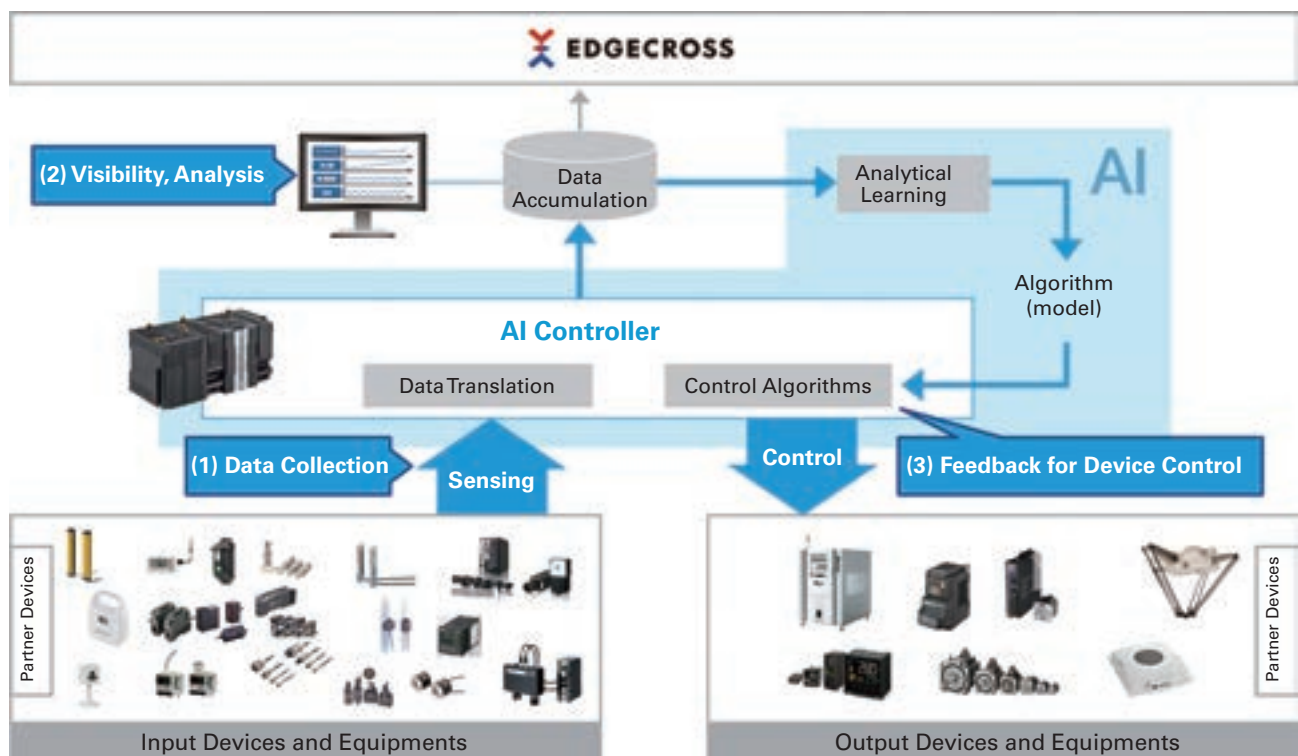 EDGECROSS
(2) Visibility, Analysis
Data
Accumulation
Analytical
Learning
AI
Algorithm
(model)
AI Controller
Data Translation
Control Algorithms
(1) Data Collection
Sensing
Control
(3) Feedback for Device Control
Partner Devices
Partner Devices
Input Devices and Equipments
Output Devices and Equipments